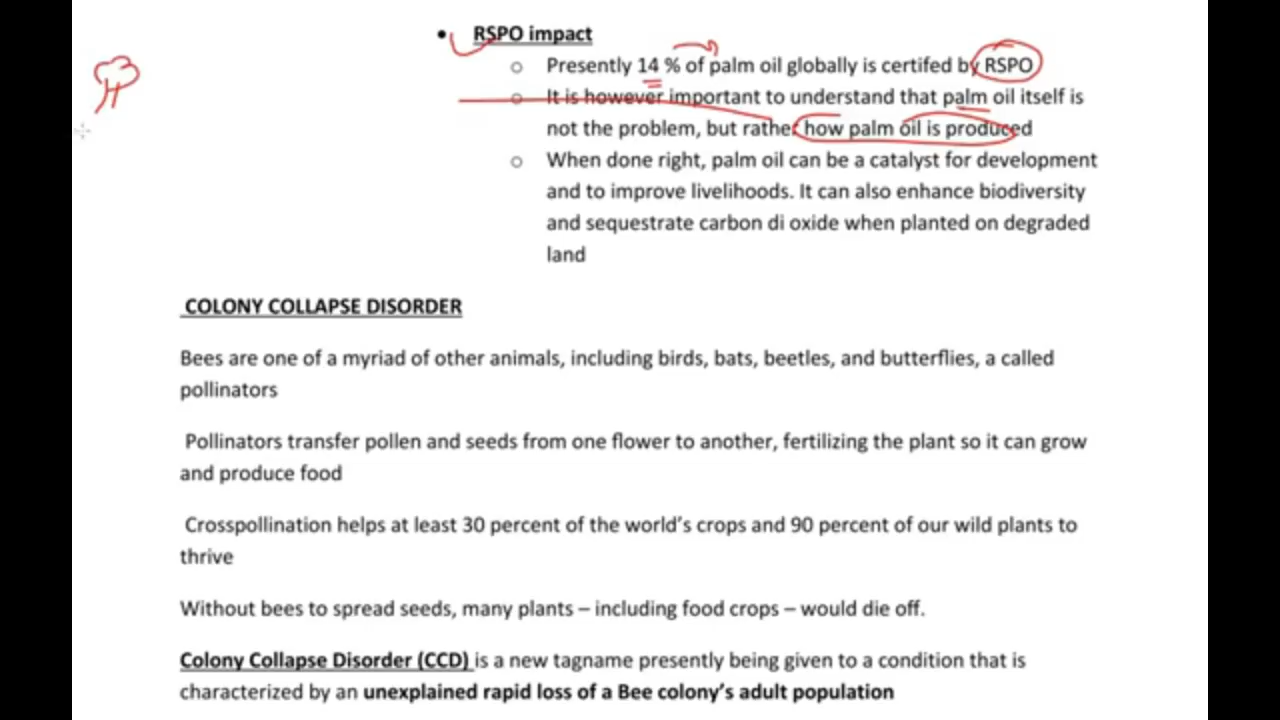 RSPO impact
Presently 14 % of palm oil globally is certifed by RSPO
It is however important to understand that palm oil itself is
not the problem, but rather how palm oil is produced
When done right, palm oil can be a catalyst for development
and to improve livelihoods. It can also enhance biodiversity
and sequestrate carbon di oxide when planted on degraded
land
COLONY COLLAPSE DISORDER
Bees are one of a myriad of other animals, including birds, bats, beetles, and butterflies, a called
pollinators
Pollinators transfer pollen and seeds from one flower to another, fertilizing the plant so it can grow
and produce food
Crosspollination helps at least 30 percent of the world's crops and 90 percent of our wild plants to
thrive
Without bees to spread seeds, many plants – including food crops – would die off.
Colony Collapse Disorder (CCD) is a new tagname presently being given to a condition that is
characterized by an unexplained rapid loss of a Bee colony's adult population